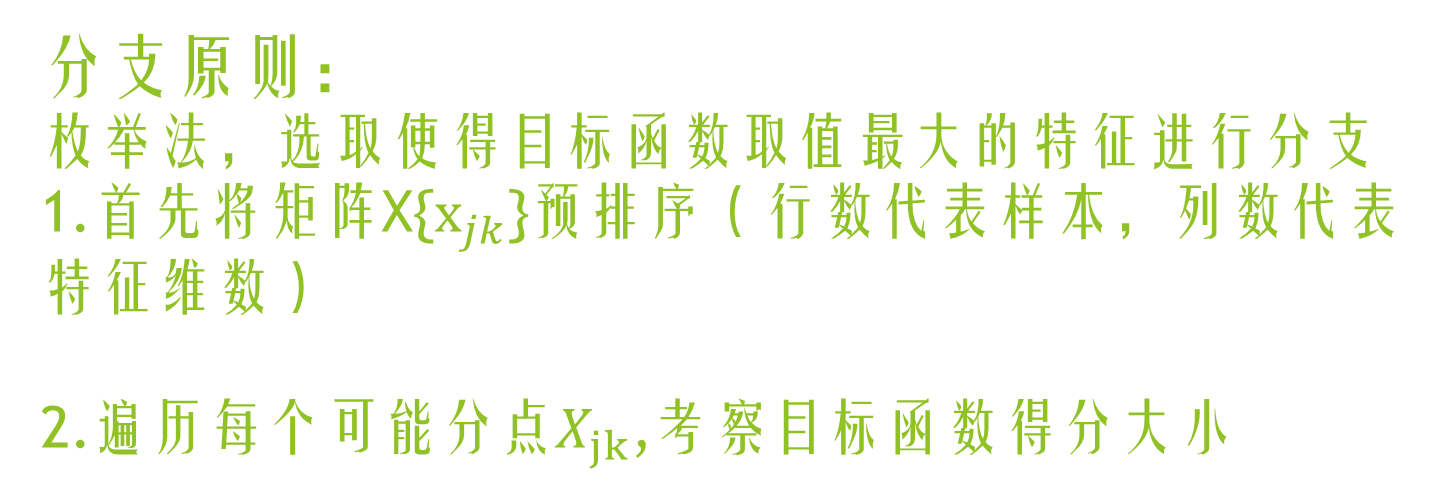 分支原则：
枚举法，选取使得目标函数取值最大的特征进行分支
1.首先将矩阵X{x_{jk}}预排序（行数代表样本，列数代表
特征维数）
2.遍历每个可能分点X_{jk},考察目标函数得分大小